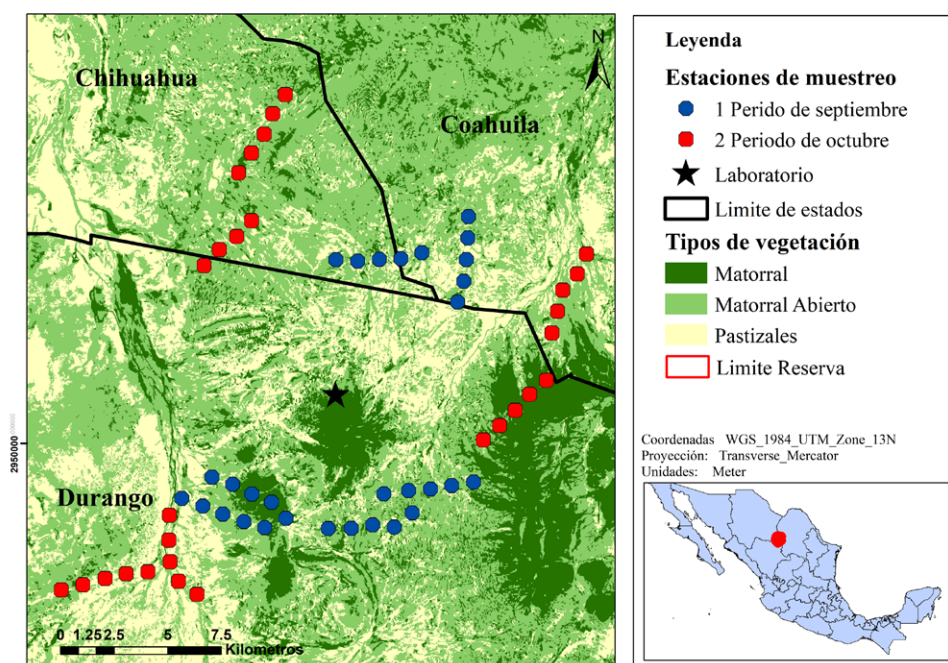 Chihuahua
Coahuila
N
Durango
2950000
0 1.25 2.5 5 7.5
Kilometros
Leyenda
Estaciones de muestreo
1 Perido de septiembre
2 Periodo de octubre
Laboratorio
Limite de estados
Tipos de vegetación
Matorral
Matorral Abierto
Pastizales
Limite Reserva
Coordenadas WGS_1984_UTM_Zone_13N
Proyección: Transverse_Mercator
Unidades: Meter